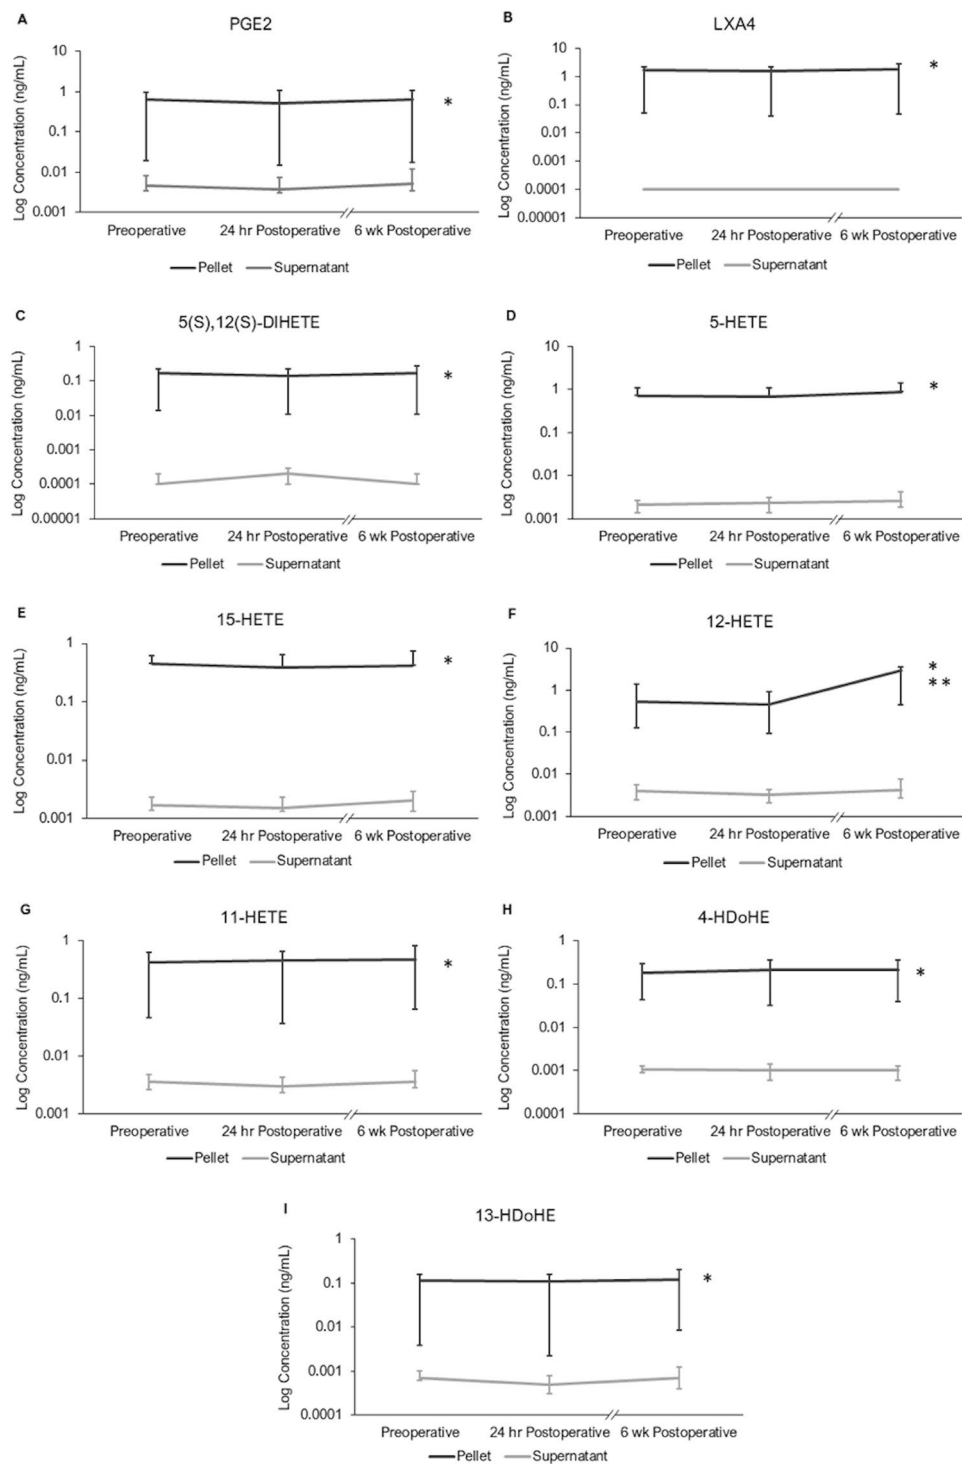 A
PGE2
Log Concentration (ng/mL)
10
1
0.1
0.01
0.001
Preoperative 24 hr Postoperative 6 wk Postoperative
*
Pellet Supernatant
B
LXA4
Log Concentration (ng/mL)
10
1
0.1
0.01
0.001
0.0001
0.00001
Preoperative 24 hr Postoperative 6 wk Postoperative
*
Pellet Supernatant
C
5(S),12(S)-DIHETE
Log Concentration (ng/mL)
1
0.1
0.01
0.001
0.0001
0.00001
Preoperative 24 hr Postoperative 6 wk Postoperative
*
Pellet Supernatant
D
5-HETE
Log Concentration (ng/mL)
10
1
0.1
0.01
0.001
Preoperative 24 hr Postoperative 6 wk Postoperative
*
Pellet Supernatant
E
15-HETE
Log Concentration (ng/mL)
1
0.1
0.01
0.001
Preoperative 24 hr Postoperative 6 wk Postoperative
*
Pellet Supernatant
F
12-HETE
Log Concentration (ng/mL)
10
1
0.1
0.01
0.001
Preoperative 24 hr Postoperative 6 wk Postoperative
*
**
Pellet Supernatant
G
11-HETE
Log Concentration (ng/mL)
1
0.1
0.01
0.001
Preoperative 24 hr Postoperative 6 wk Postoperative
*
Pellet Supernatant
H
4-HDoHE
Log Concentration (ng/mL)
1
0.1
0.01
0.001
0.0001
Preoperative 24 hr Postoperative 6 wk Postoperative
*
Pellet Supernatant
I
13-HDoHE
Log Concentration (ng/mL)
1
0.1
0.01
0.001
0.0001
Preoperative 24 hr Postoperative 6 wk Postoperative
*
Pellet Supernatant